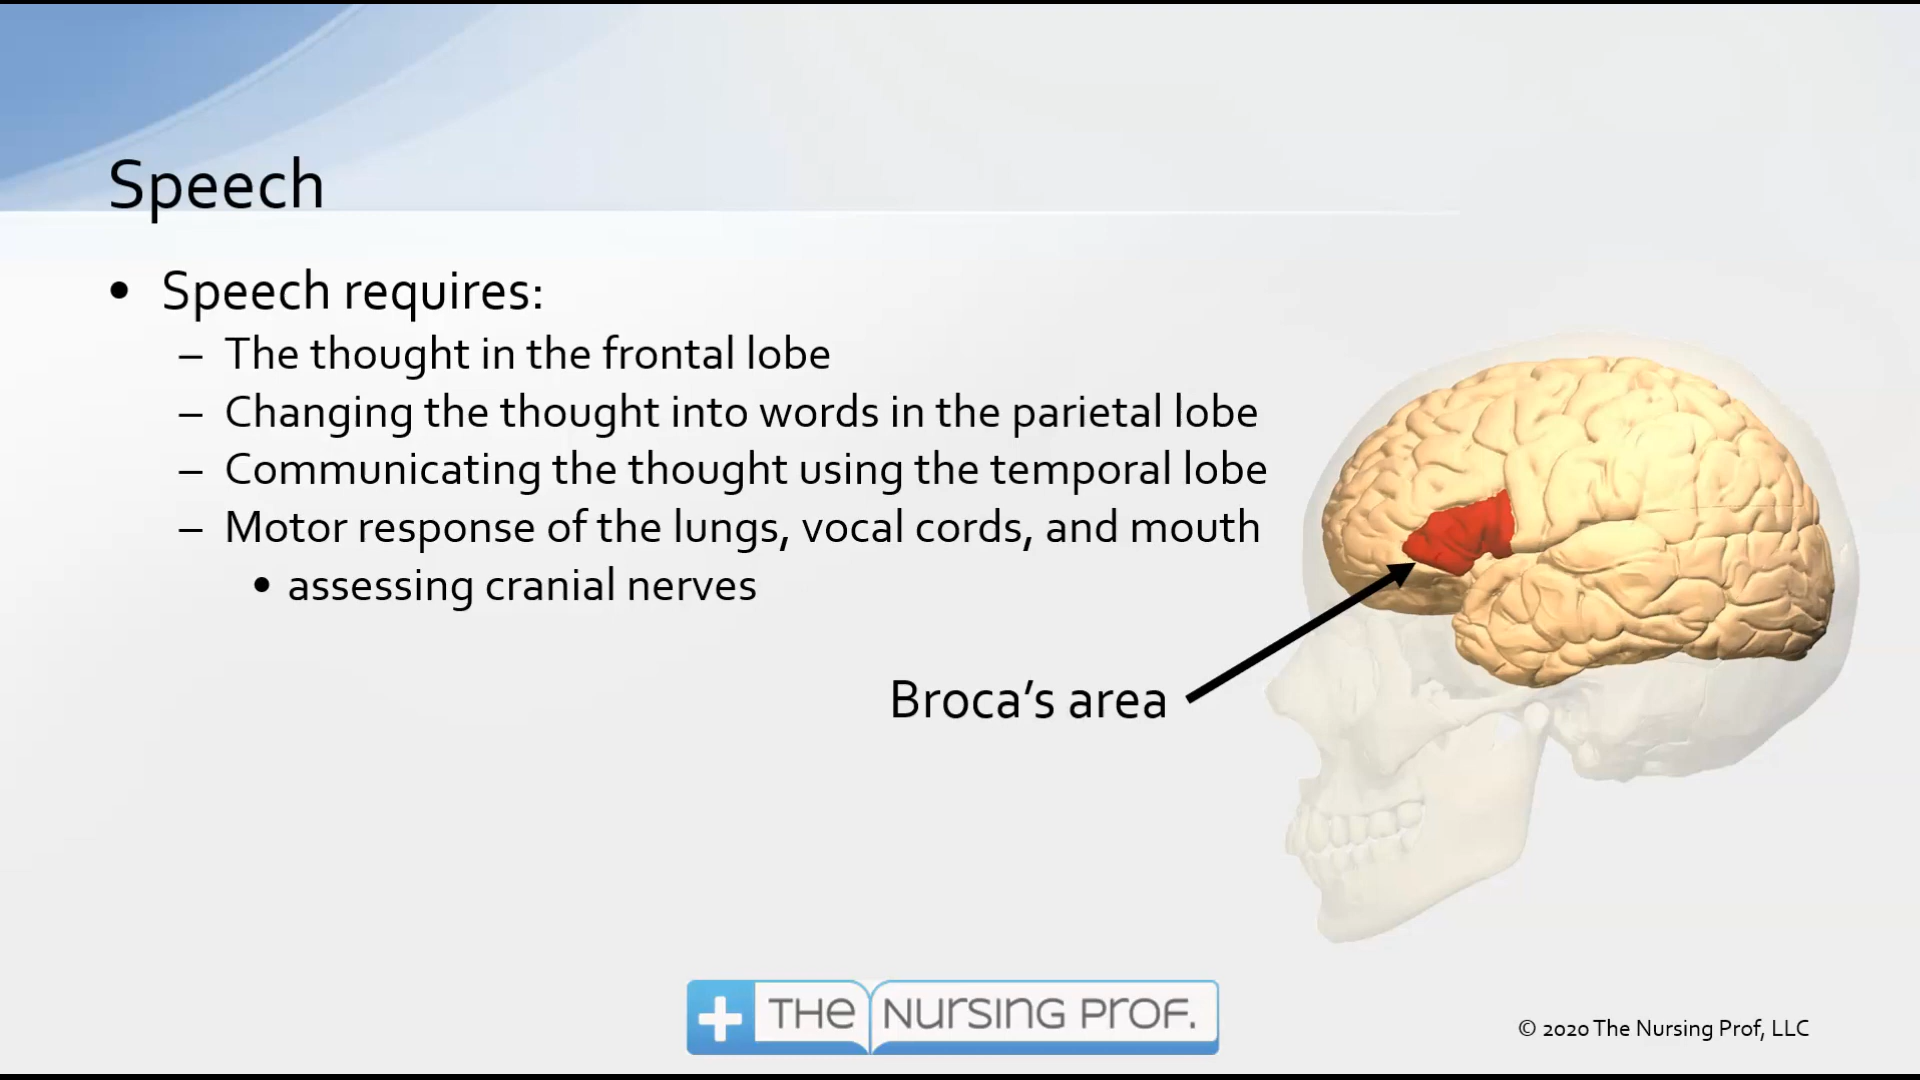 Speech
• Speech requires:
– The thought in the frontal lobe
– Changing the thought into words in the parietal lobe
– Communicating the thought using the temporal lobe
– Motor response of the lungs, vocal cords, and mouth
• assessing cranial nerves
Broca’s area
THE NURSING PROF.
© 2020 The Nursing Prof, LLC